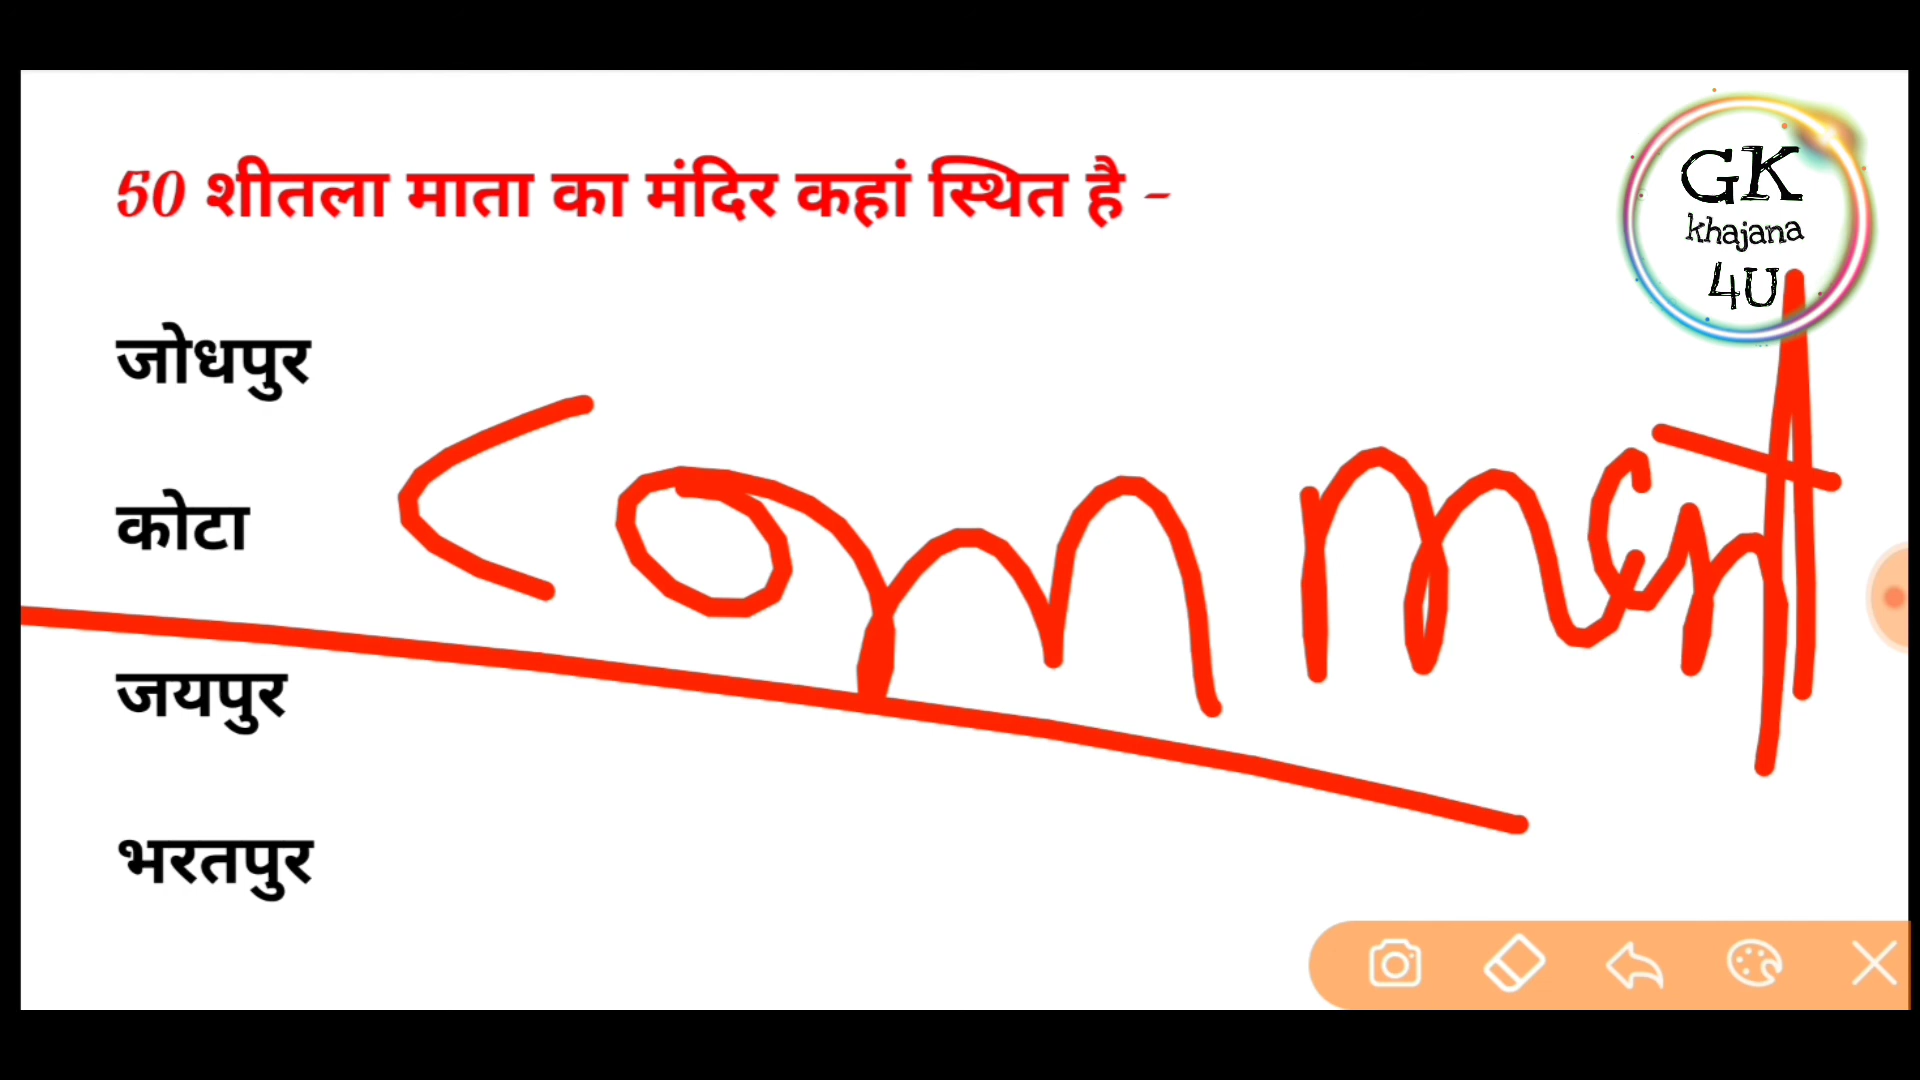 50 शीतला माता का मंदिर कहां स्थित है -
GK
khajana
4U
जोधपुर
comment
कोटा
जयपुर
भरतपुर